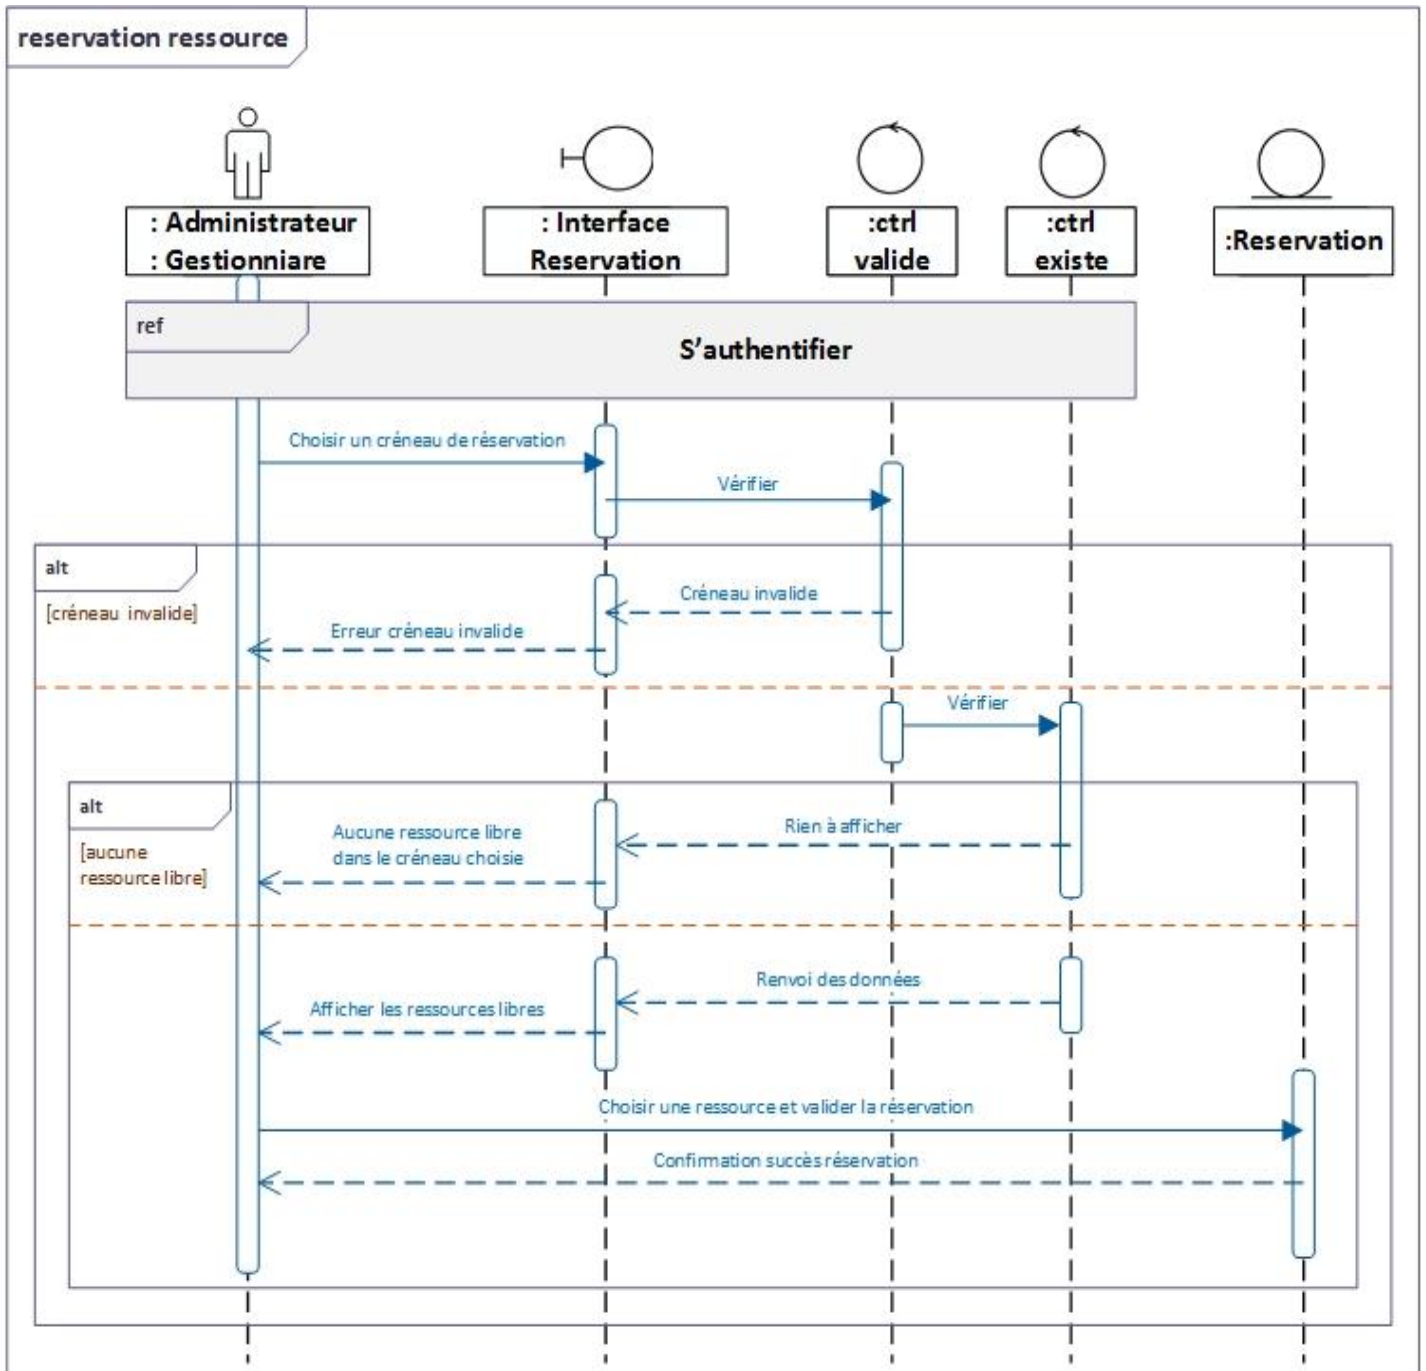 reservation ressource
: Administrateur
: Gestionniare
: Interface
Reservation
:ctrl
valide
:ctrl
existe
:Reservation
ref
S'authentifier
Choisir un créneau de réservation
Vérifier
alt
[créneau invalide]
Créneau invalide
Erreur créneau invalide
Vérifier
alt
[aucune
ressource libre]
Rien à afficher
Aucune ressource libre
dans le créneau choisie
Renvoi des données
Afficher les ressources libres
Choisir une ressource et valider la réservation
Confirmation succès réservation